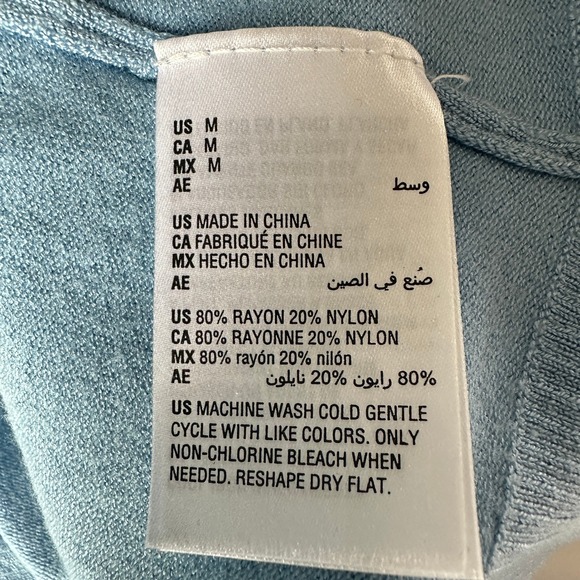 US M
CA M
MX M
AE وسط
US MADE IN CHINA
CA FABRIQUÉ EN CHINE
MX HECHO EN CHINA
AE صُنع في الصين
US 80% RAYON 20% NYLON
CA 80% RAYONNE 20% NYLON
MX 80% rayón 20% nilón
AE 80% رايون 20% نايلون
US MACHINE WASH COLD GENTLE
CYCLE WITH LIKE COLORS. ONLY
NON-CHLORINE BLEACH WHEN
NEEDED. RESHAPE DRY FLAT.